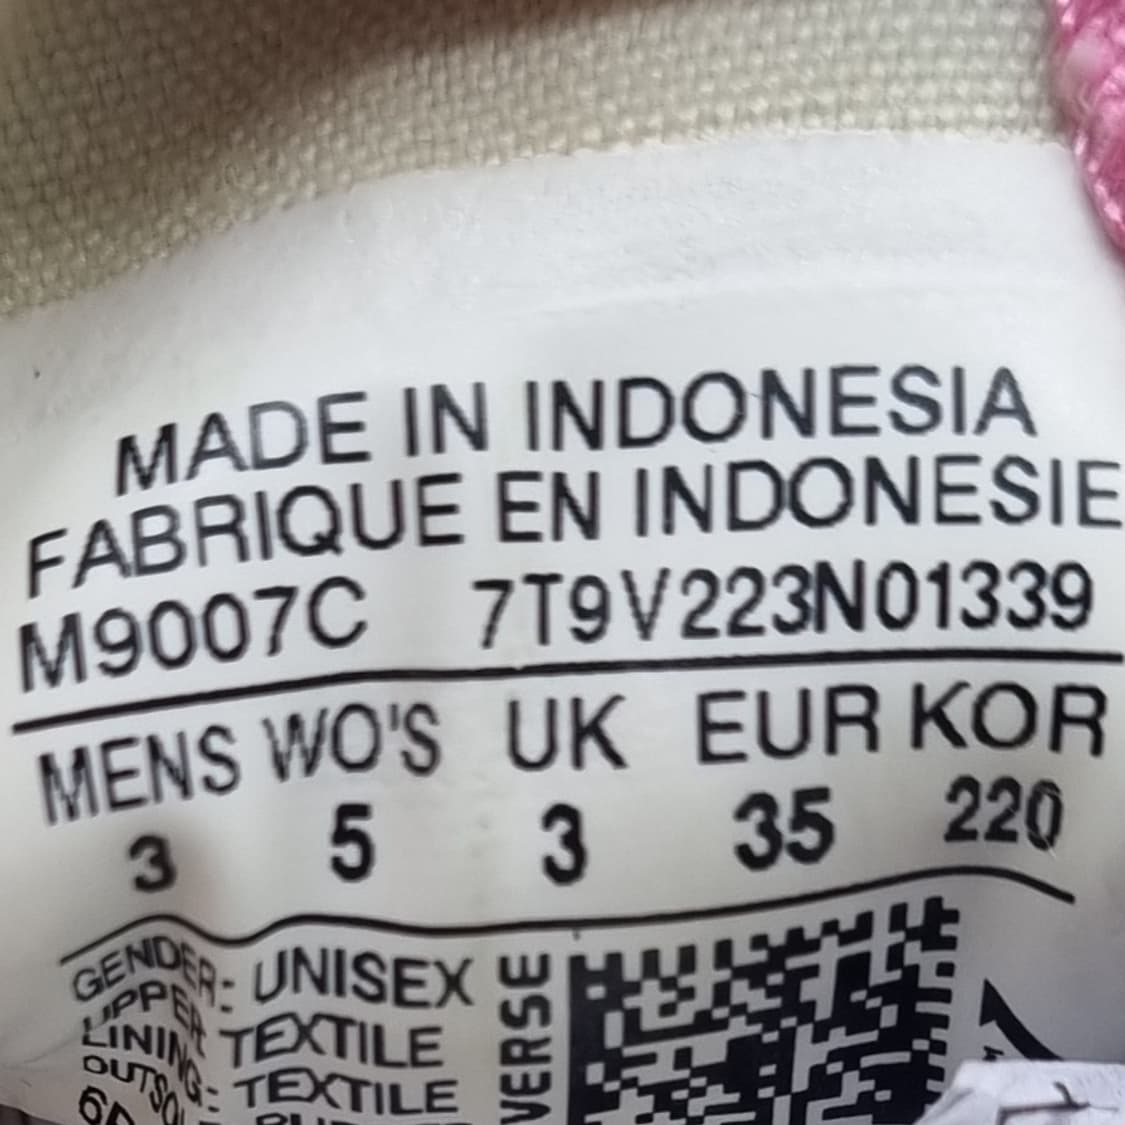 MADE IN INDONESIA
FABRIQUE EN INDONESIE
M9007C 7T9V223N01339
MENS WO'S UK EUR KOR
3 5 3 35 220
GENDER: UNISEX
UPPER TEXTILE
LINING: TEXTILE
VERSE